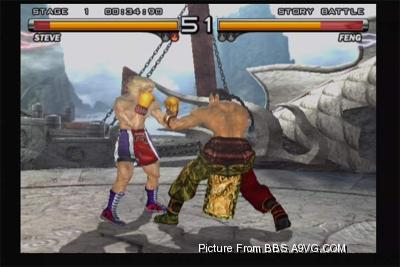 STAGE 1 00:34:90 51 STORY BATTLE
STEVE FENG
Picture From BBS.A9VG.COM